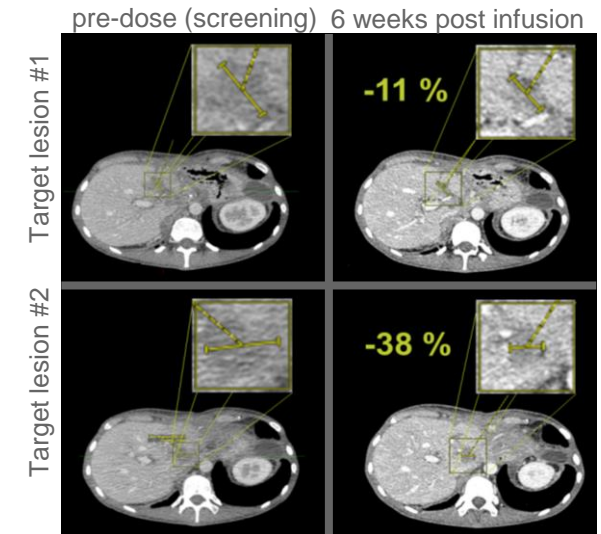 pre-dose (screening) 6 weeks post infusion
Target lesion #1
-11 %
Target lesion #2
-38 %